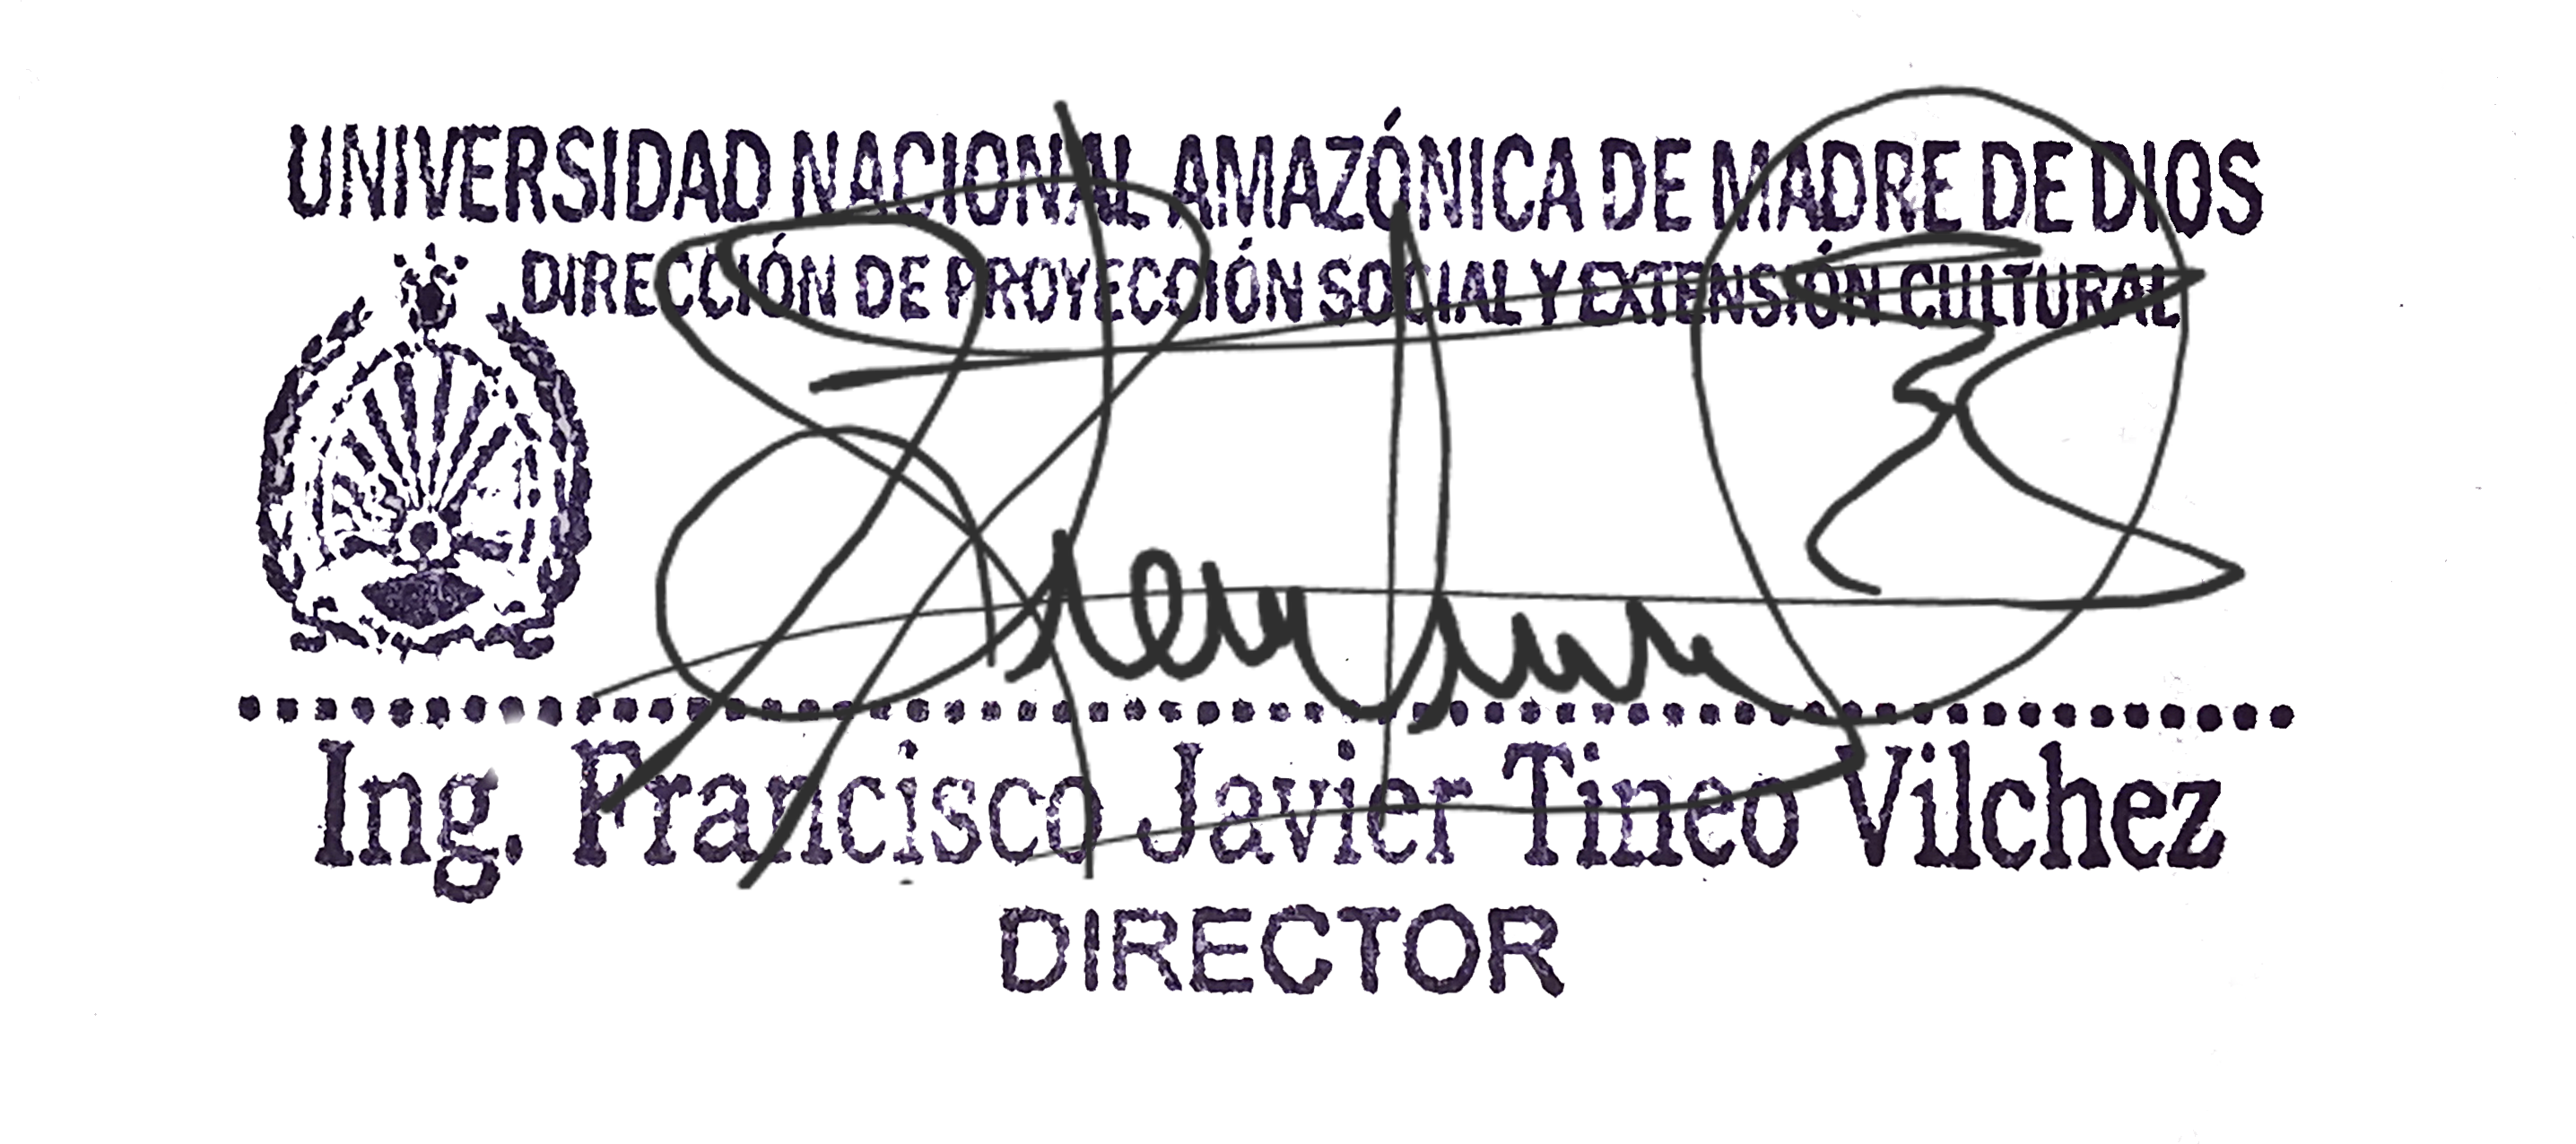 UNIVERSIDAD NACIONAL AMAZÓNICA DE MADRE DE DIOS
DIRECCIÓN DE PROYECCIÓN SOCIAL Y EXTENSIÓN CULTURAL
Ing. Francisco Javier Tineo Vilchez
DIRECTOR